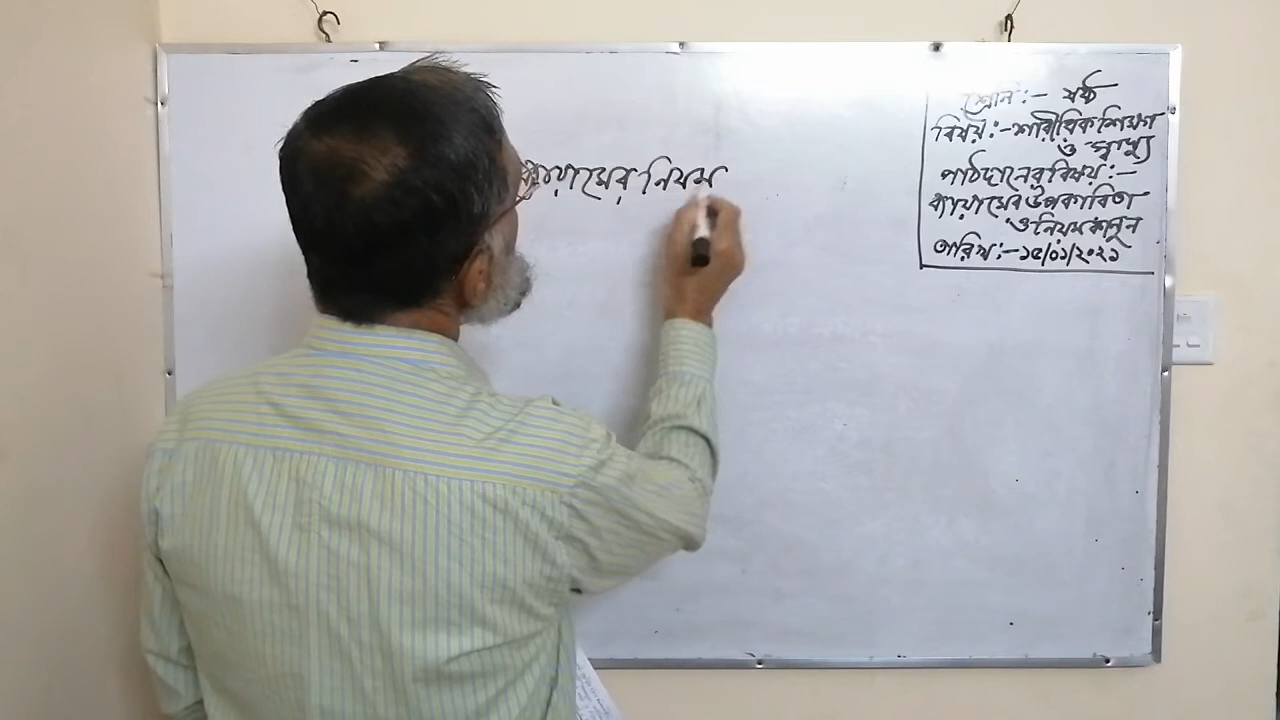 ব্যায়ামের নিয়ম
শ্রেনি :- ষষ্ঠ
বিষয় :- শারীরিক শিক্ষা
ও স্বাস্থ্য
পাঠদানের বিষয় :-
ব্যায়ামের উপকারিতা
ও নিয়মকানুন
তারিখ :- ১৫/০১/২০২১